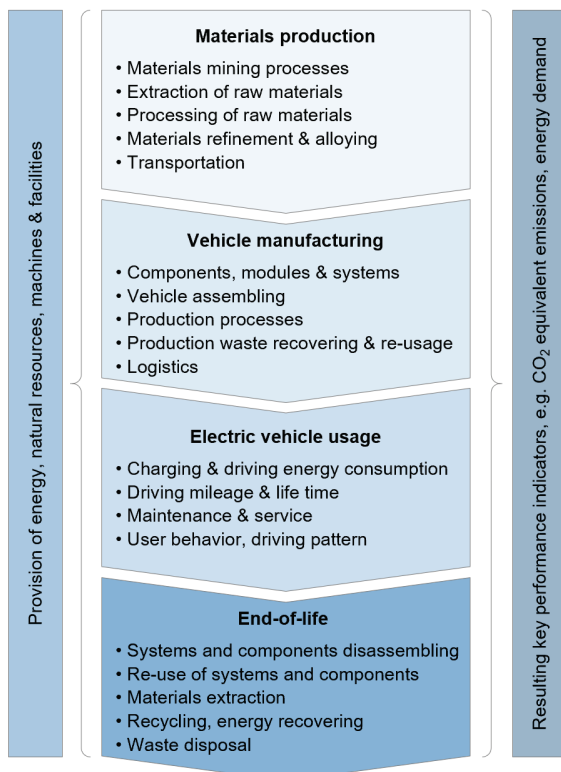 Provision of energy, natural resources, machines & facilities
Materials production
• Materials mining processes
• Extraction of raw materials
• Processing of raw materials
• Materials refinement & alloying
• Transportation
Vehicle manufacturing
• Components, modules & systems
• Vehicle assembling
• Production processes
• Production waste recovering & re-usage
• Logistics
Electric vehicle usage
• Charging & driving energy consumption
• Driving mileage & life time
• Maintenance & service
• User behavior, driving pattern
End-of-life
• Systems and components disassembling
• Re-use of systems and components
• Materials extraction
• Recycling, energy recovering
• Waste disposal
Resulting key performance indicators, e.g. CO₂ equivalent emissions, energy demand